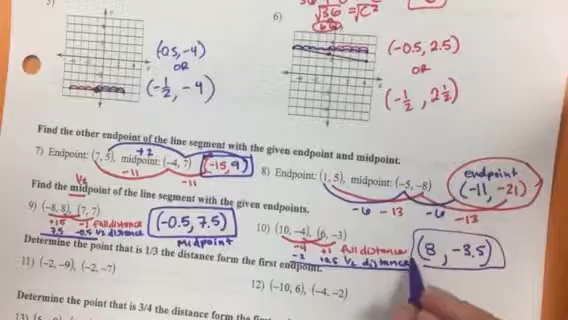 5)
6)
√36 = √c²
(-0.5, -4)
OR
(-½, -4)
(-0.5, 2.5)
OR
(-½, 2½)
Find the other endpoint of the line segment with the given endpoint and midpoint.
+2
7) Endpoint: (7, 5), midpoint: (-4, 7) (-15, 9)
-11
-11
8) Endpoint: (1, 5), midpoint: (-5, -8)
endpoint
(-11, -21)
-6 -13 -6 -13
Find the midpoint of the line segment with the given endpoints.
½
9) (-8, 8), (7, 7)
+15 -1 full distance
7.5 -0.5 ½ distance
(-0.5, 7.5)
MIDPOINT
10) (10, -4), (6, -3)
-4 +1 full distance
-2 +0.5 ½ distance
(8, -3.5)
Determine the point that is 1/3 the distance form the first endpoint.
11) (-2, -9), (-2, -7)
12) (-10, 6), (-4, -2)
Determine the point that is 3/4 the distance form the
13)